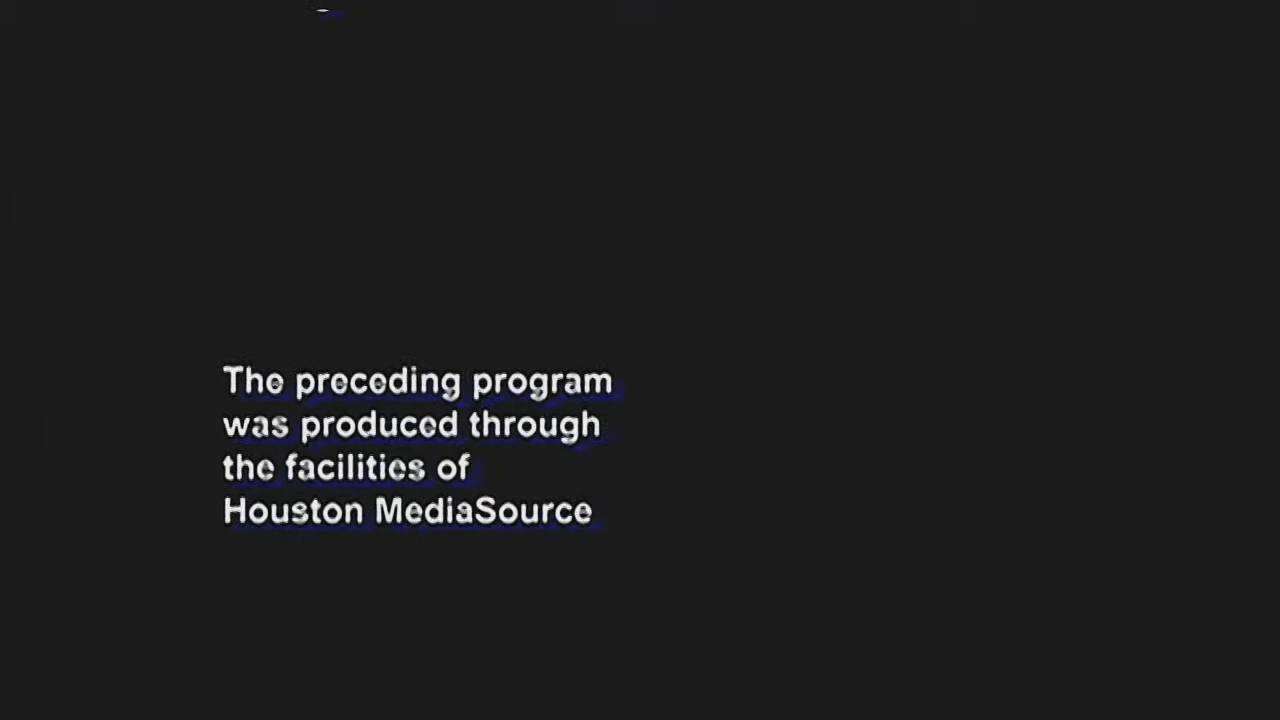 The preceding program
was produced through
the facilities of
Houston MediaSource